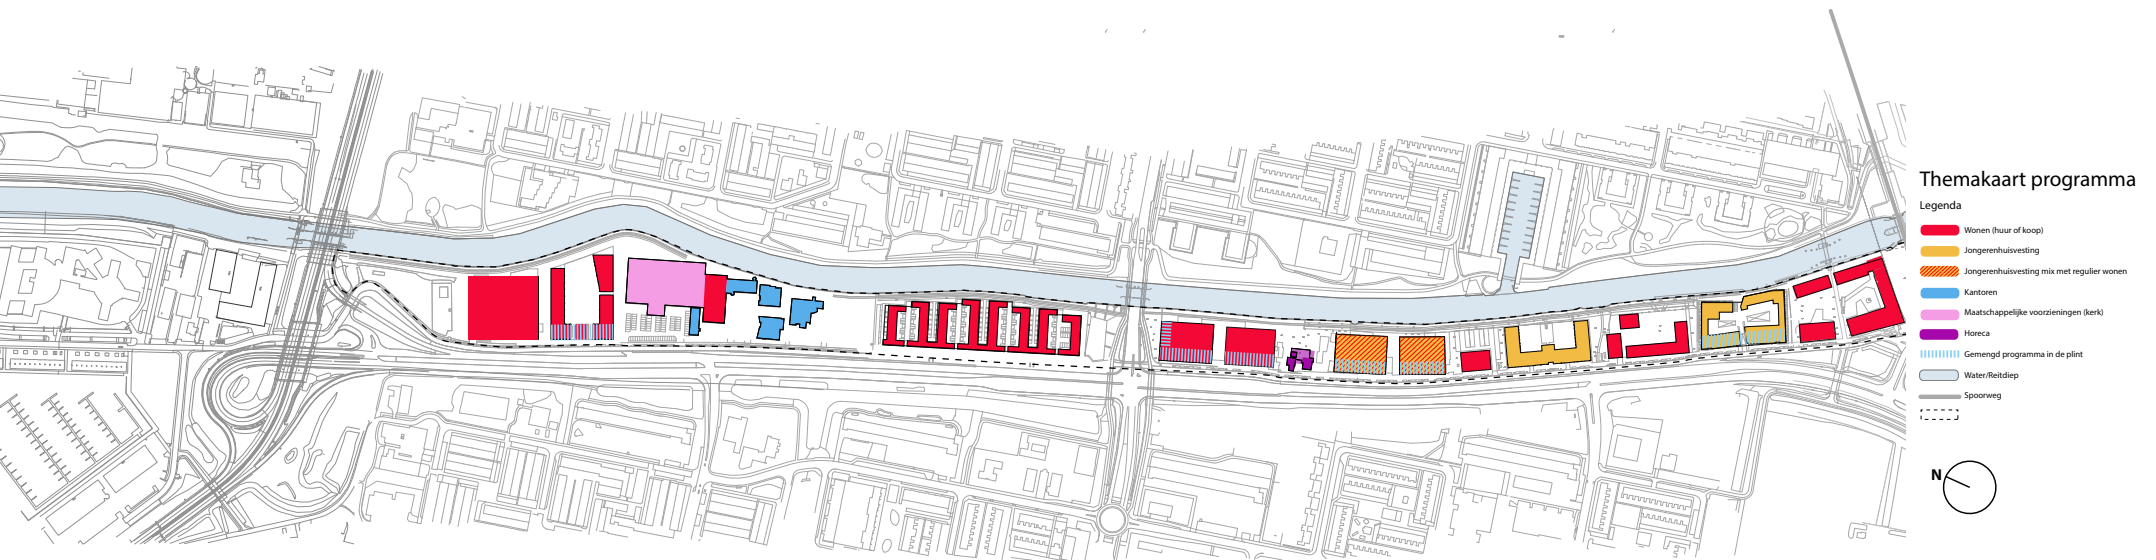 Themakaart programma
Legenda
Wonen (huur of koop)
Jongerenhuisvesting
Jongerenhuisvesting mix met regulier wonen
Kantoren
Maatschappelijke voorzieningen (kerk)
Horeca
Gemengd programma in de plint
Water/Reitdiep
Spoorweg
N